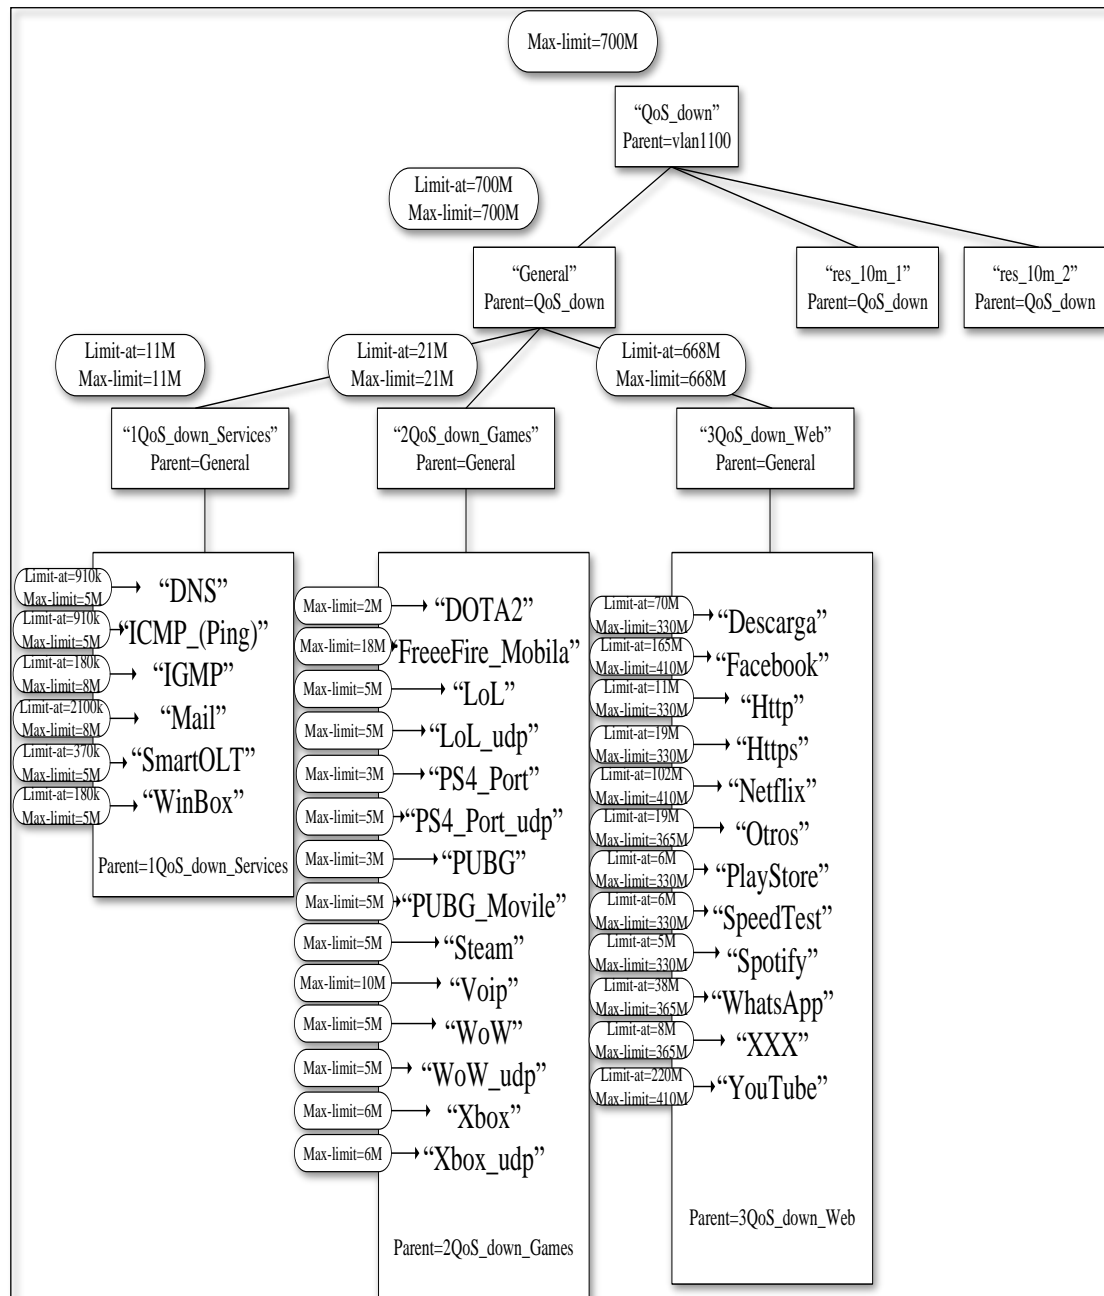 Max-limit=700M
“QoS_down”
Parent=vlan1100
Limit-at=700M
Max-limit=700M
“General”
Parent=QoS_down
“res_10m_1”
Parent=QoS_down
“res_10m_2”
Parent=QoS_down
Limit-at=11M
Max-limit=11M
Limit-at=21M
Max-limit=21M
Limit-at=668M
Max-limit=668M
“1QoS_down_Services”
Parent=General
“2QoS_down_Games”
Parent=General
“3QoS_down_Web”
Parent=General
Limit-at=910k
Max-limit=5M
“DNS”
Limit-at=910k
Max-limit=5M
“ICMP_(Ping)”
Limit-at=180k
Max-limit=8M
“IGMP”
Limit-at=2100k
Max-limit=8M
“Mail”
Limit-at=370k
Max-limit=5M
“SmartOLT”
Limit-at=180k
Max-limit=5M
“WinBox”
Parent=1QoS_down_Services
Max-limit=2M
“DOTA2”
Max-limit=18M
FreeeFire_Mobila”
Max-limit=5M
“LoL”
Max-limit=5M
“LoL_udp”
Max-limit=3M
“PS4_Port”
Max-limit=5M
“PS4_Port_udp”
Max-limit=3M
“PUBG”
Max-limit=5M
“PUBG_Movile”
Max-limit=5M
“Steam”
Max-limit=10M
“Voip”
Max-limit=5M
“WoW”
Max-limit=5M
“WoW_udp”
Max-limit=6M
“Xbox”
Max-limit=6M
“Xbox_udp”
Parent=2QoS_down_Games
Limit-at=70M
Max-limit=330M
“Descarga”
Limit-at=165M
Max-limit=410M
“Facebook”
Limit-at=11M
Max-limit=330M
“Http”
Limit-at=19M
Max-limit=330M
“Https”
Limit-at=102M
Max-limit=410M
“Netflix”
Limit-at=19M
Max-limit=365M
“Otros”
Limit-at=6M
Max-limit=330M
“PlayStore”
Limit-at=6M
Max-limit=330M
“SpeedTest”
Limit-at=5M
Max-limit=330M
“Spotify”
Limit-at=38M
Max-limit=365M
“WhatsApp”
Limit-at=8M
Max-limit=365M
“XXX”
Limit-at=220M
Max-limit=410M
“YouTube”
Parent=3QoS_down_Web